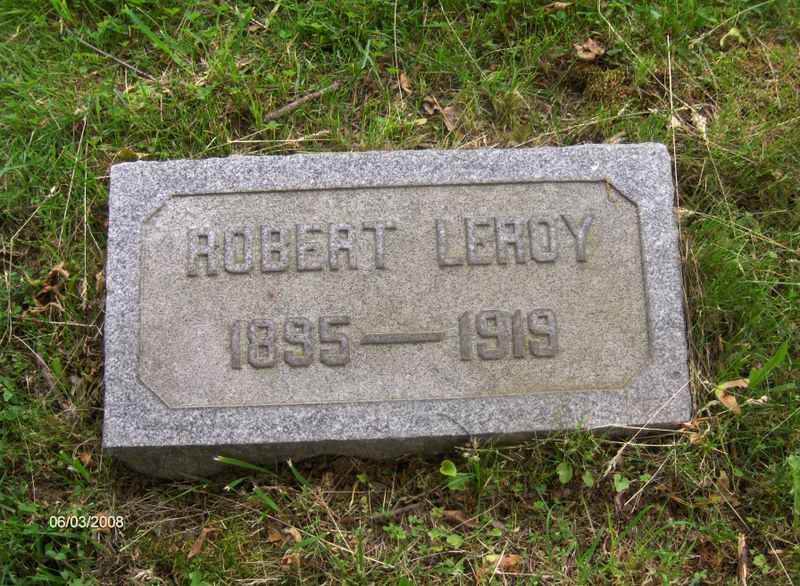 ROBERT LEROY
1895 — 1919
06/03/2008